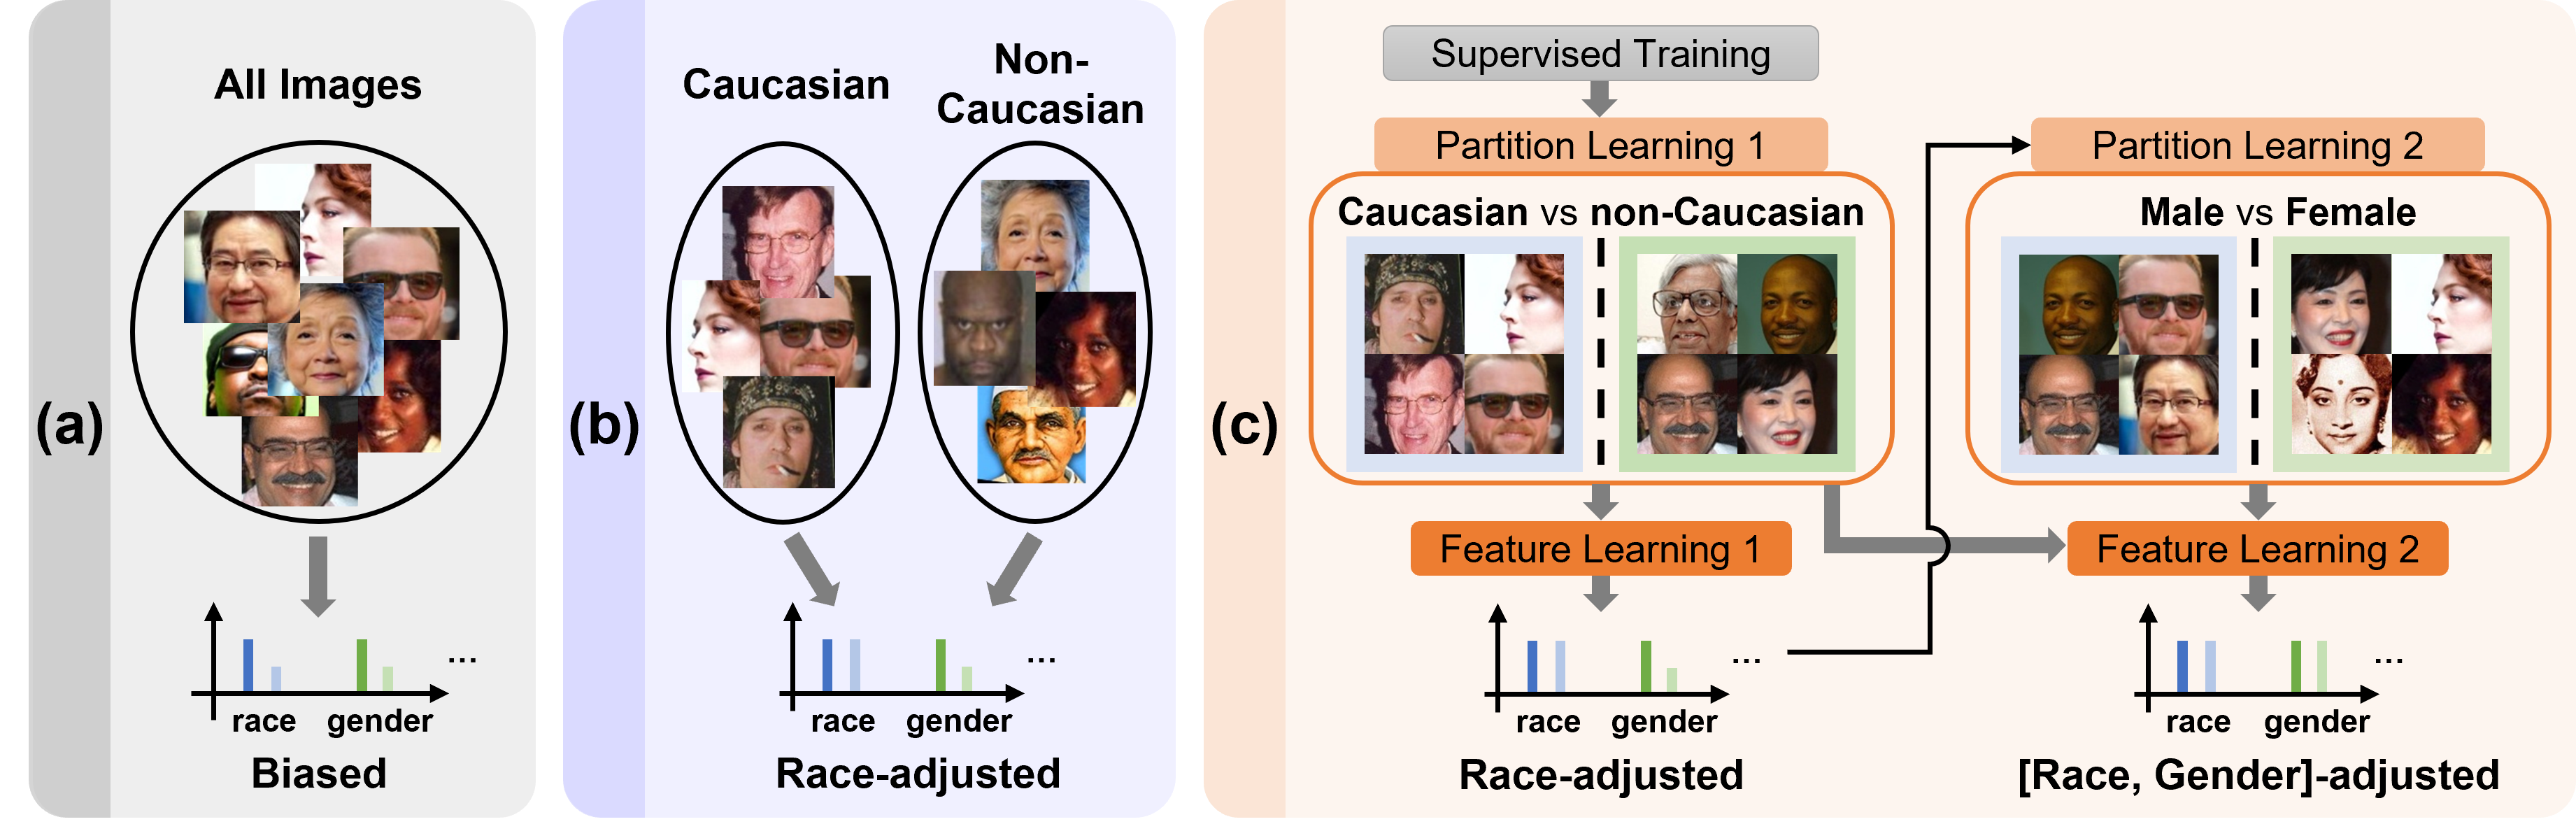 (a)
All Images
race gender
...
Biased
(b)
Caucasian
Non-
Caucasian
race gender
...
Race-adjusted
(c)
Supervised Training
Partition Learning 1
Caucasian vs non-Caucasian
Feature Learning 1
race gender
...
Race-adjusted
Partition Learning 2
Male vs Female
Feature Learning 2
race gender
...
[Race, Gender]-adjusted